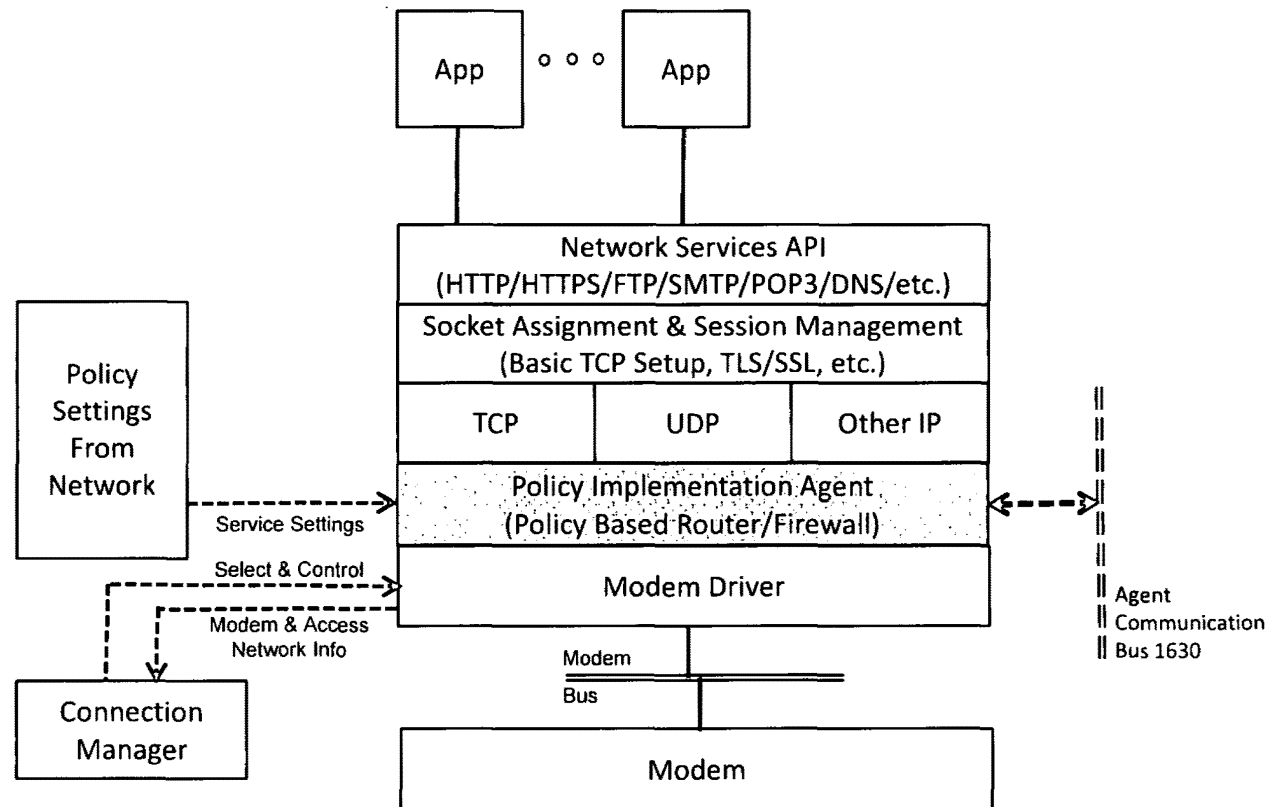 App
App
Network Services API
(HTTP/HTTPS/FTP/SMTP/POP3/DNS/etc.)
Socket Assignment & Session Management
(Basic TCP Setup, TLS/SSL, etc.)
TCP
UDP
Other IP
Policy
Settings
From
Network
Policy Implementation Agent
(Policy Based Router/Firewall)
Service Settings
Select & Control
Modem Driver
Modem & Access
Network Info
Agent
Communication
Bus 1630
Modem
Bus
Connection
Manager
Modem